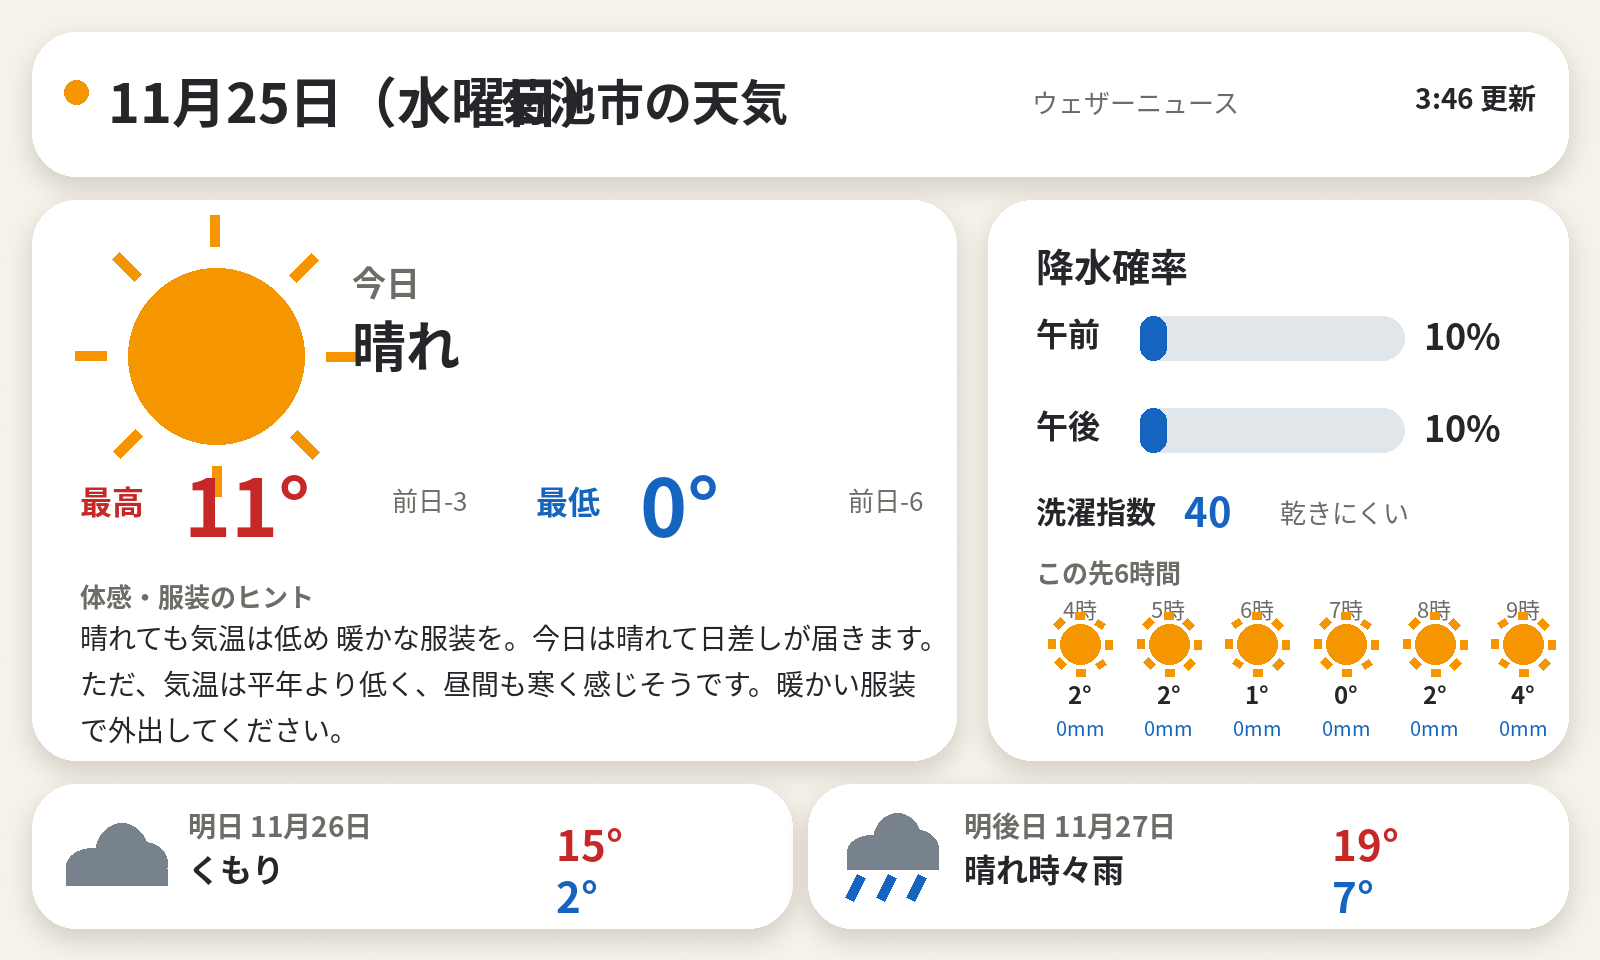 11月25日（水曜日）
菊池市の天気
ウェザーニュース
3:46 更新
今日
晴れ
最高 11° 前日-3 最低 0° 前日-6
体感・服装のヒント
晴れても気温は低め 暖かな服装を。今日は晴れて日差しが届きます。
ただ、気温は平年より低く、昼間も寒く感じそうです。暖かい服装
で外出してください。
降水確率
午前 10%
午後 10%
洗濯指数 40 乾きにくい
この先6時間
4時 5時 6時 7時 8時 9時
2° 2° 1° 0° 2° 4°
0mm 0mm 0mm 0mm 0mm 0mm
明日 11月26日
くもり
15°
2°
明後日 11月27日
晴れ時々雨
19°
7°